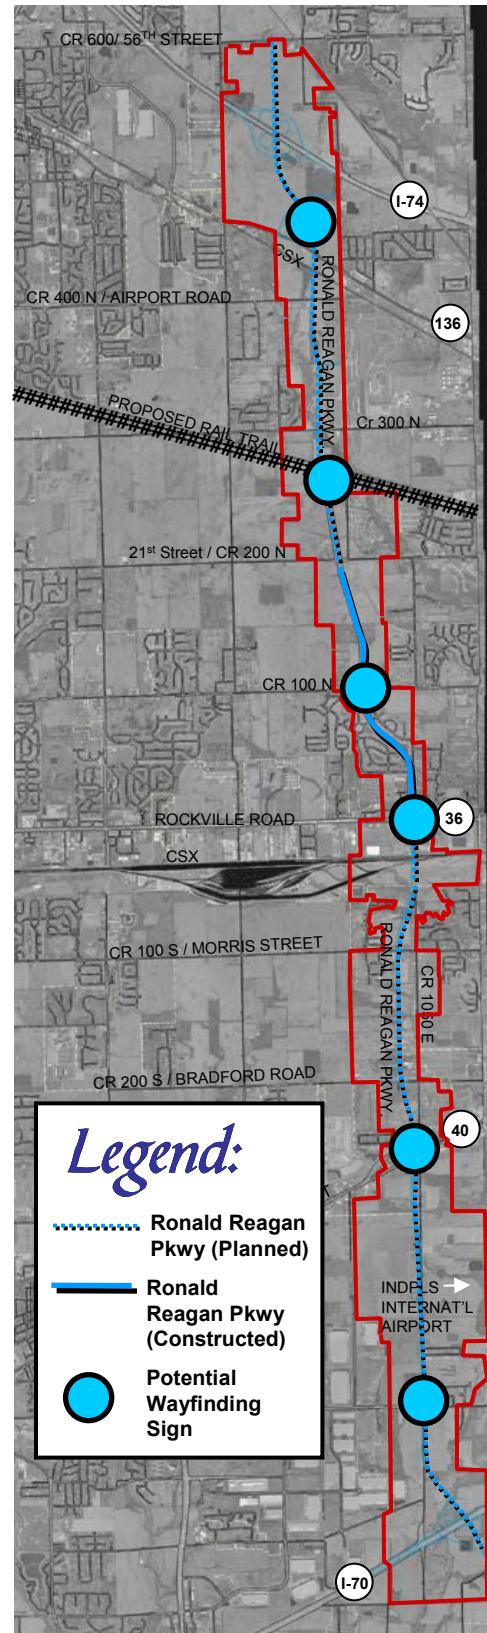 CR 600/ 56TH STREET
I-74
CSX
RONALD REAGAN PKWY.
CR 400 N / AIRPORT ROAD
136
PROPOSED RAIL TRAIL
Cr 300 N
21st Street / CR 200 N
CR 100 N
ROCKVILLE ROAD
36
CSX
CR 100 S / MORRIS STREET
RONALD REAGAN PKWY.
CR 1050 E
CR 200 S / BRADFORD ROAD
40
Legend:
Ronald Reagan
Pkwy (Planned)
Ronald
Reagan Pkwy
(Constructed)
Potential
Wayfinding
Sign
INDPLS
INTERNAT'L
AIRPORT
I-70